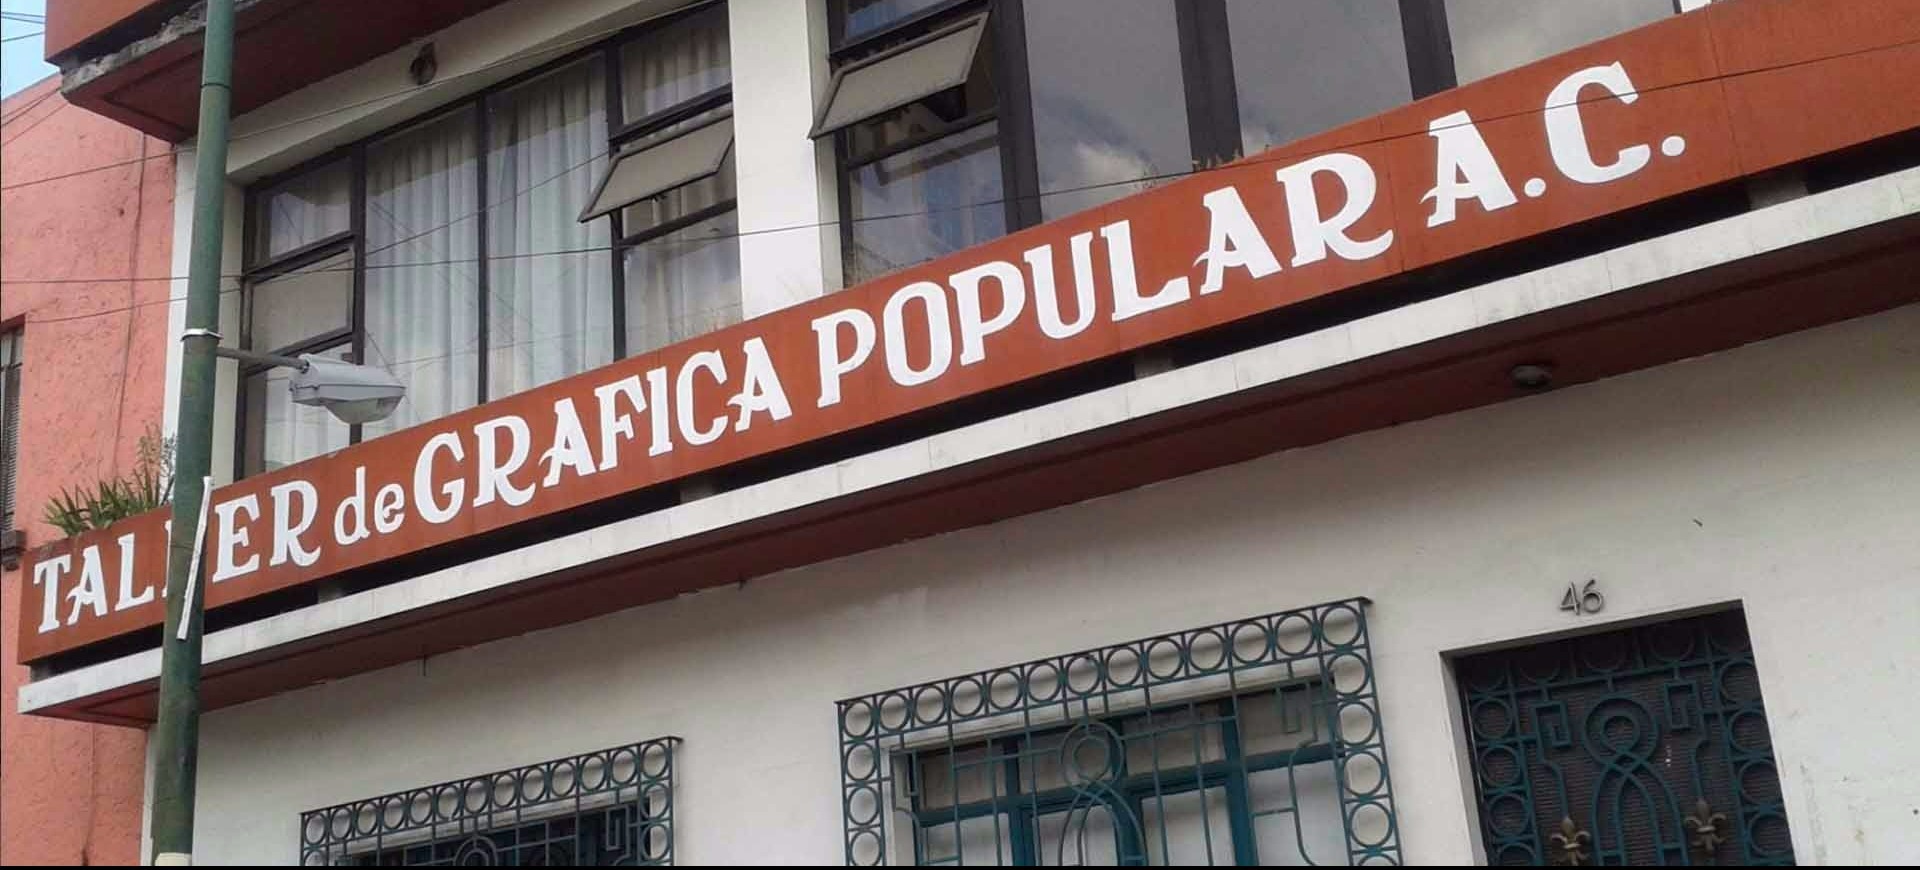 TALLER de GRAFICA POPULAR A.C.
46